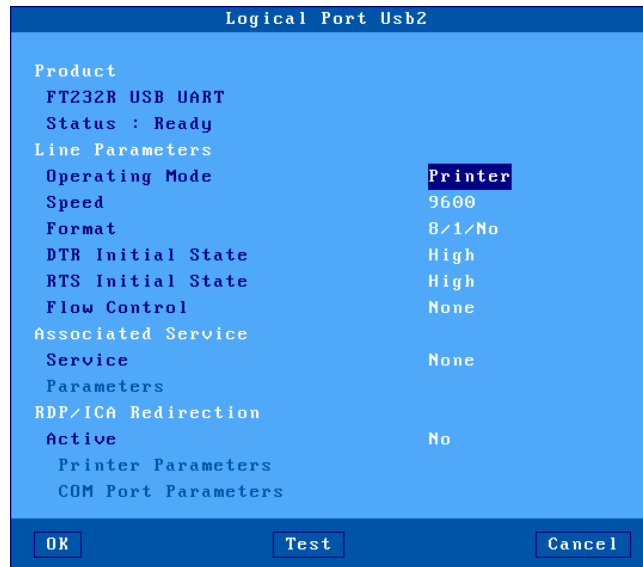 Logical Port Usb2
Product
FT232R USB UART
Status : Ready
Line Parameters
Operating Mode Printer
Speed 9600
Format 8/1/No
DTR Initial State High
RTS Initial State High
Flow Control None
Associated Service
Service None
Parameters
RDP/ICA Redirection
Active No
Printer Parameters
COM Port Parameters
OK Test Cancel